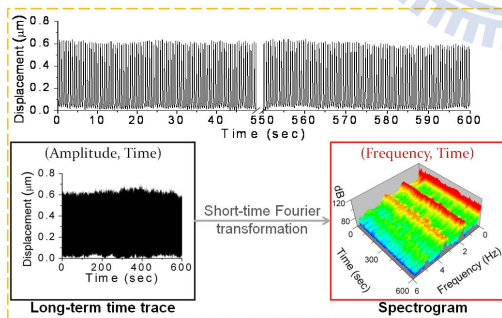 Displacement (μm)
0.8
0.6
0.4
0.2
0.0
0 10 20 30 40 50 550 560 570 580 590 600
Time (sec)
(Amplitude, Time)
Displacement (μm)
0.8
0.6
0.4
0.2
0.0
0 200 400 600
Time (sec)
Long-term time trace
Short-time Fourier
transformation
(Frequency, Time)
dB
120
80
0
300
600
Time (sec)
6 4 2 0
Frequency (Hz)
Spectrogram